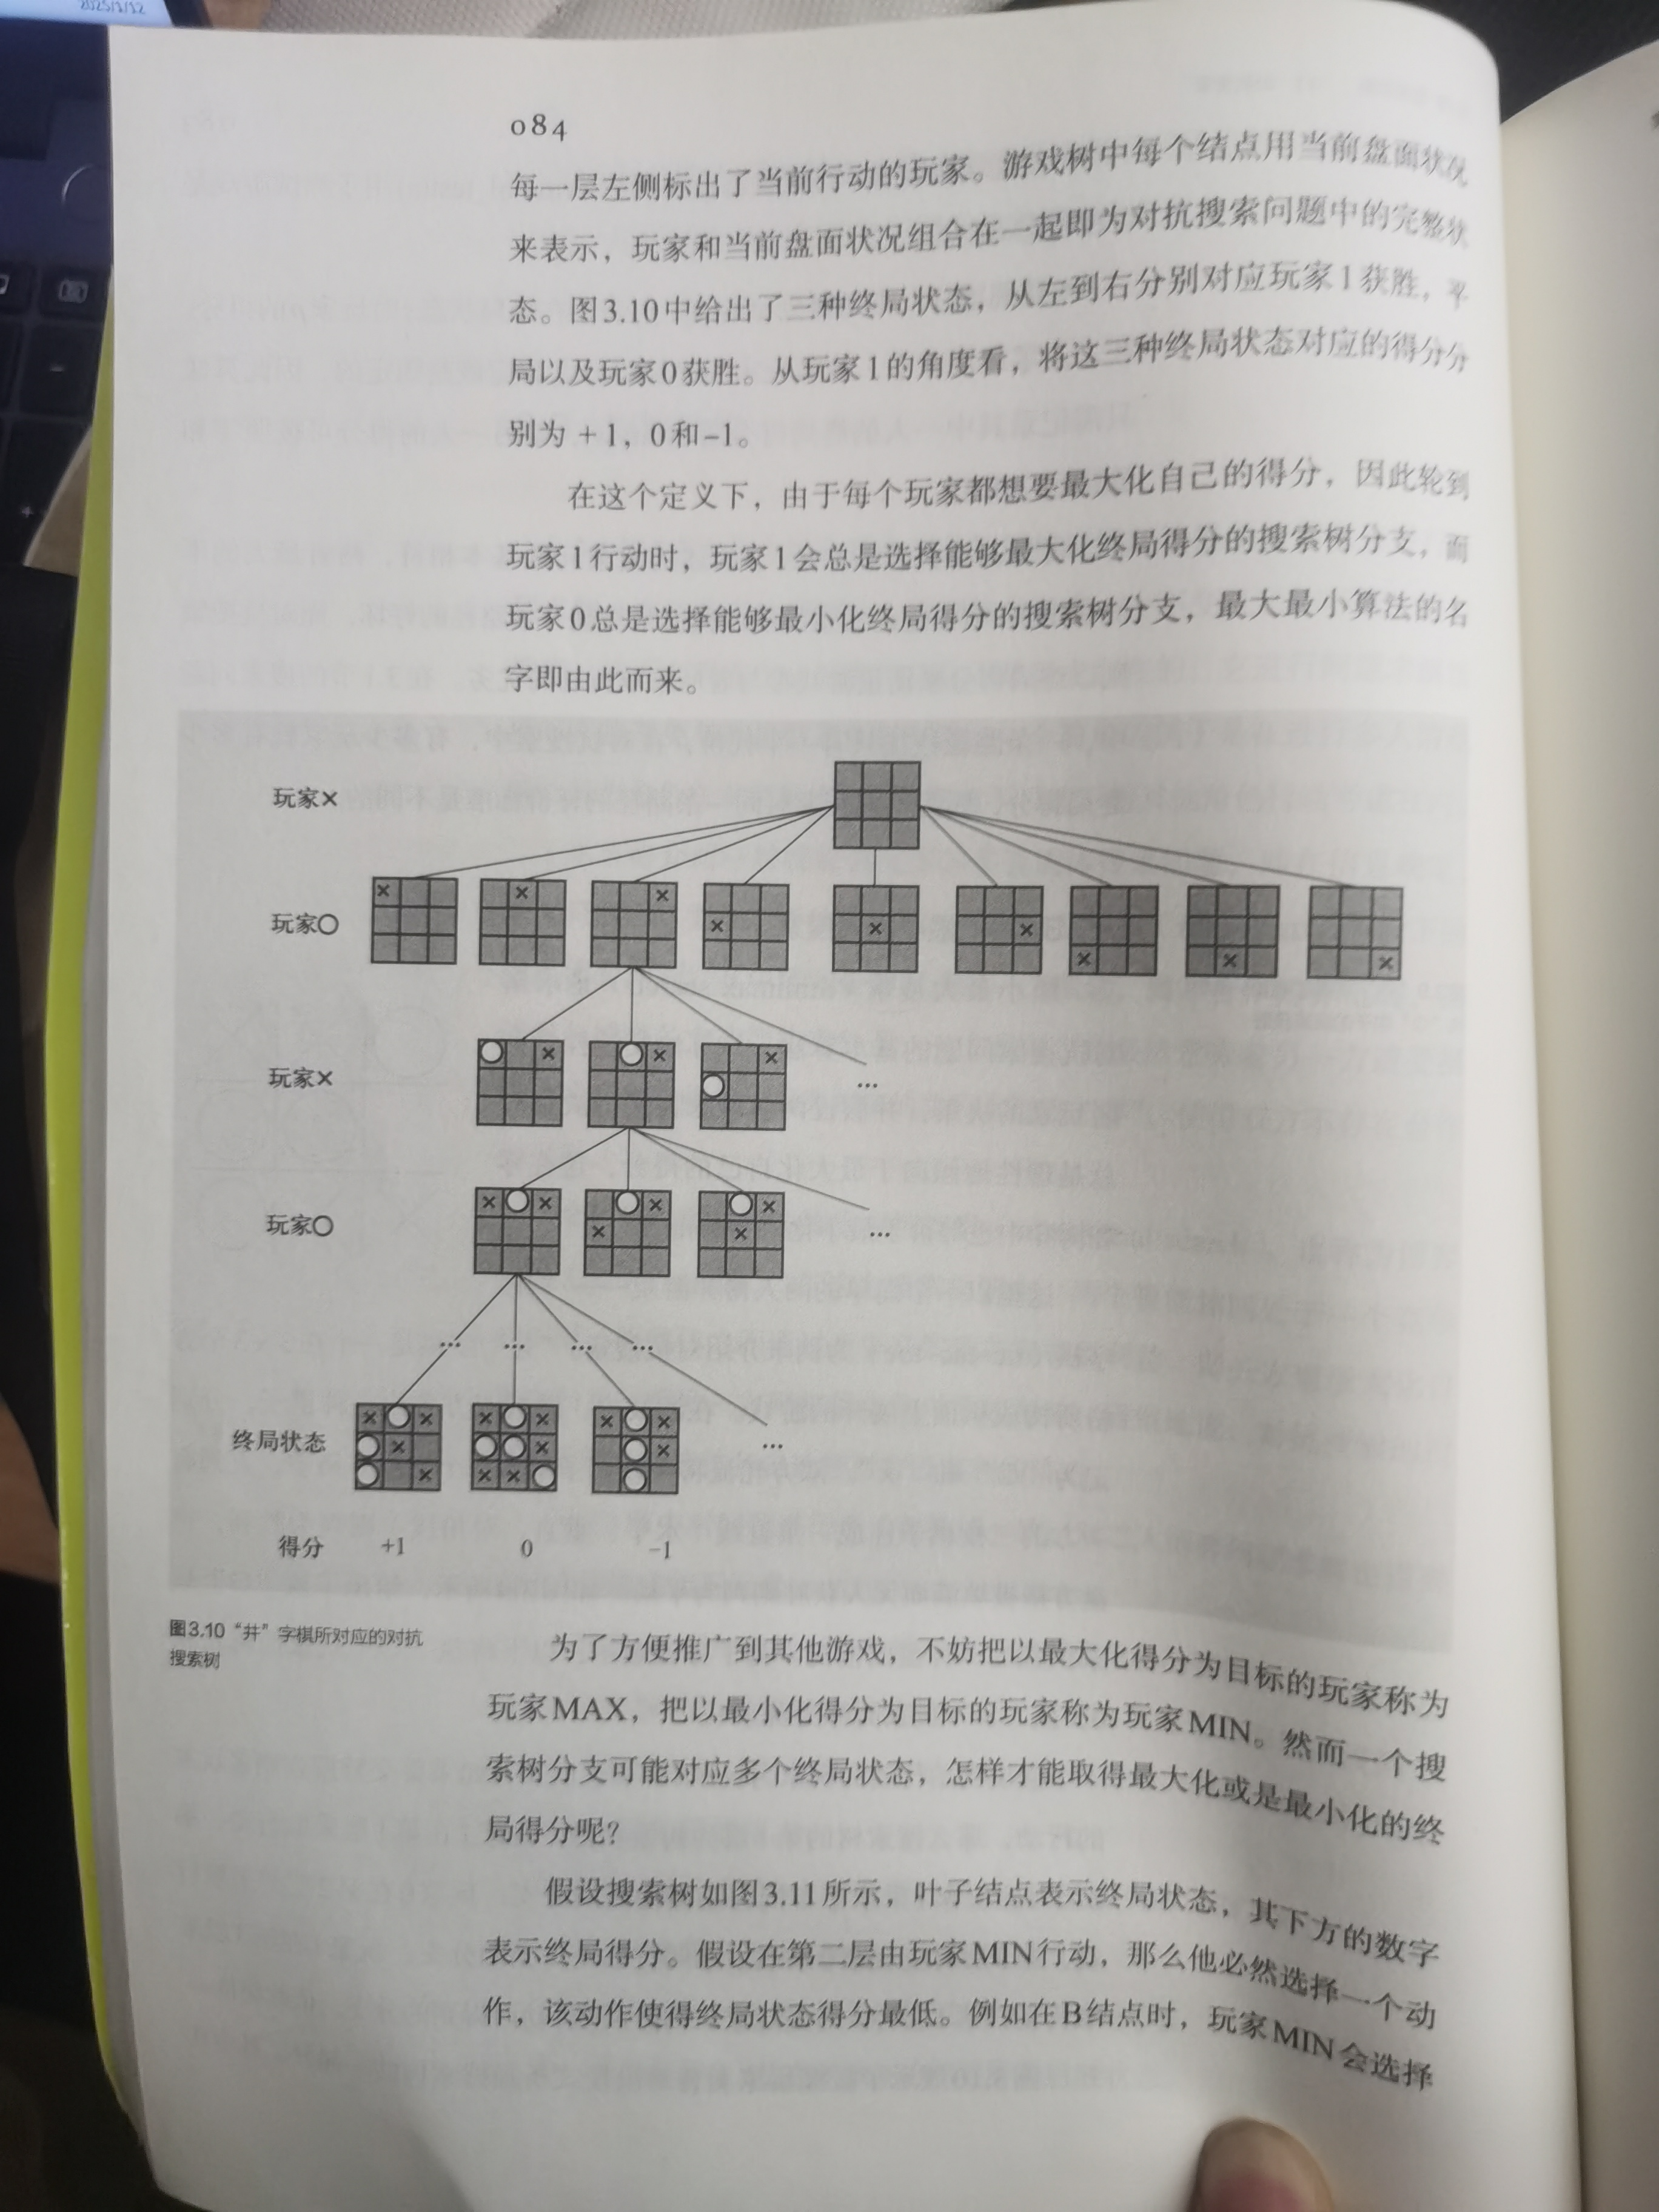 2025/1/12
084
每一层左侧标出了当前行动的玩家。游戏树中每个结点用当前盘面状况
来表示，玩家和当前盘面状况组合在一起即为对抗搜索问题中的完整状
态。图3.10中给出了三种终局状态，从左到右分别对应玩家1获胜，平
局以及玩家0获胜。从玩家1的角度看，将这三种终局状态对应的得分分
别为 +1，0和-1。
在这个定义下，由于每个玩家都想要最大化自己的得分，因此轮到
玩家1行动时，玩家1会总是选择能够最大化终局得分的搜索树分支，而
玩家0总是选择能够最小化终局得分的搜索树分支，最大最小算法的名
字即由此而来。
玩家×
玩家○
玩家×
...
玩家○
...
... ... ... ...
终局状态
...
得分 +1 0 -1
图3.10 “井”字棋所对应的对抗
搜索树
为了方便推广到其他游戏，不妨把以最大化得分为目标的玩家称为
玩家MAX，把以最小化得分为目标的玩家称为玩家MIN。然而一个搜
索树分支可能对应多个终局状态，怎样才能取得最大化或是最小化的终
局得分呢？
假设搜索树如图3.11所示，叶子结点表示终局状态，其下方的数字
表示终局得分。假设在第二层由玩家MIN行动，那么他必然选择一个动
作，该动作使得终局状态得分最低。例如在B结点时，玩家MIN会选择